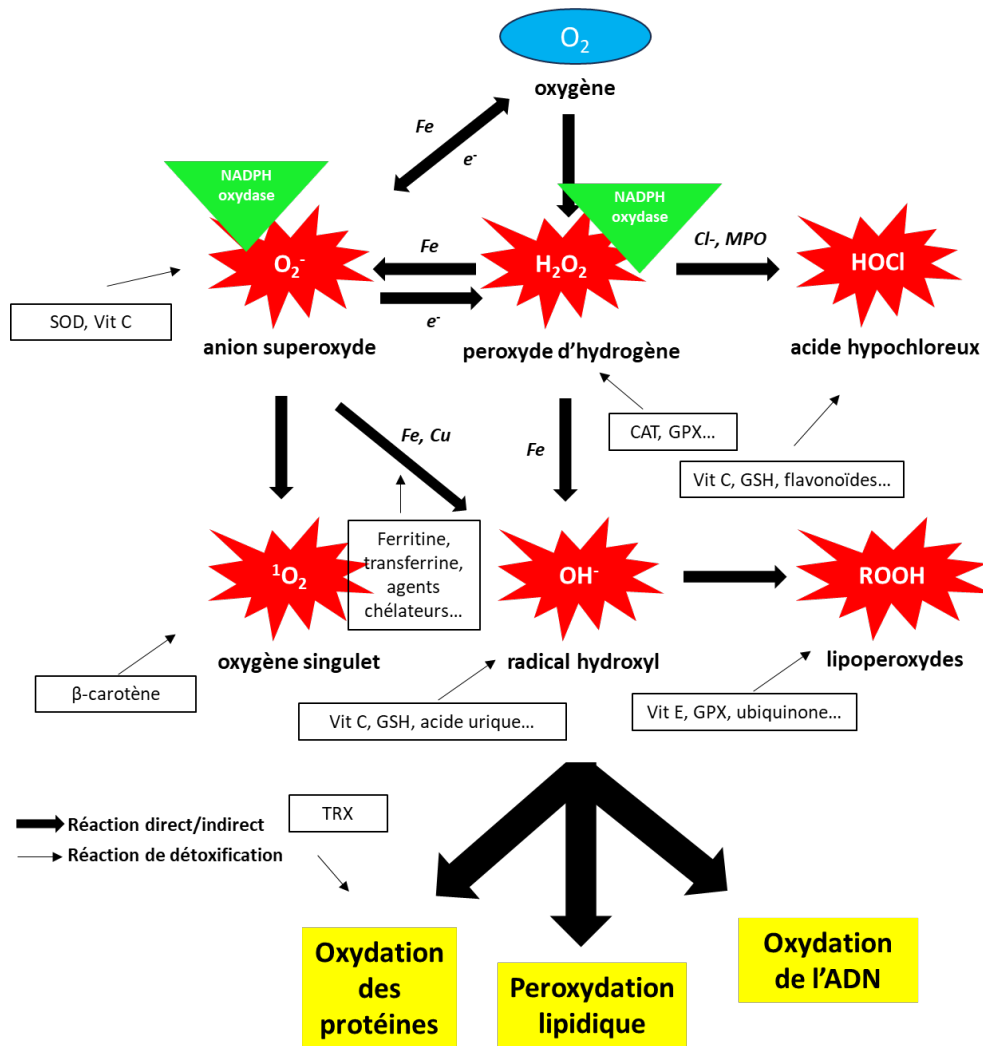 O₂
oxygène
Fe
e⁻
NADPH
oxydase
NADPH
oxydase
O₂⁻
Fe
e⁻
H₂O₂
Cl-, MPO
HOCl
SOD, Vit C
anion superoxyde
peroxyde d’hydrogène
acide hypochloreux
Fe, Cu
Fe
CAT, GPX…
Vit C, GSH, flavonoïdes…
Ferritine,
transferrine,
agents
chélateurs…
¹O₂
OH⁻
ROOH
oxygène singulet
radical hydroxyl
lipoperoxydes
β-carotène
Vit C, GSH, acide urique…
Vit E, GPX, ubiquinone…
TRX
Réaction direct/indirect
Réaction de détoxification
Oxydation
des
protéines
Peroxydation
lipidique
Oxydation
de l’ADN